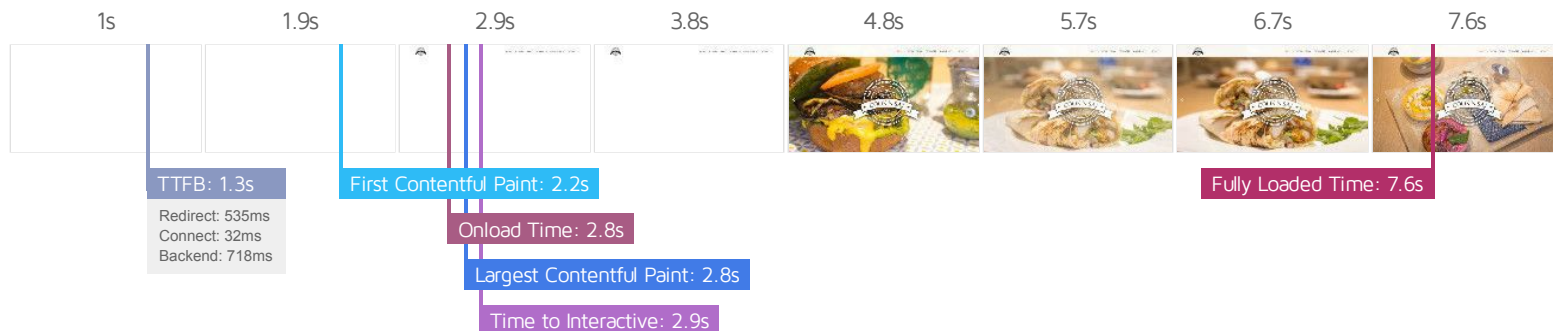 1s 1.9s 2.9s 3.8s 4.8s 5.7s 6.7s 7.6s
TTFB: 1.3s
Redirect: 535ms
Connect: 32ms
Backend: 718ms
First Contentful Paint: 2.2s
Fully Loaded Time: 7.6s
Onload Time: 2.8s
Largest Contentful Paint: 2.8s
Time to Interactive: 2.9s